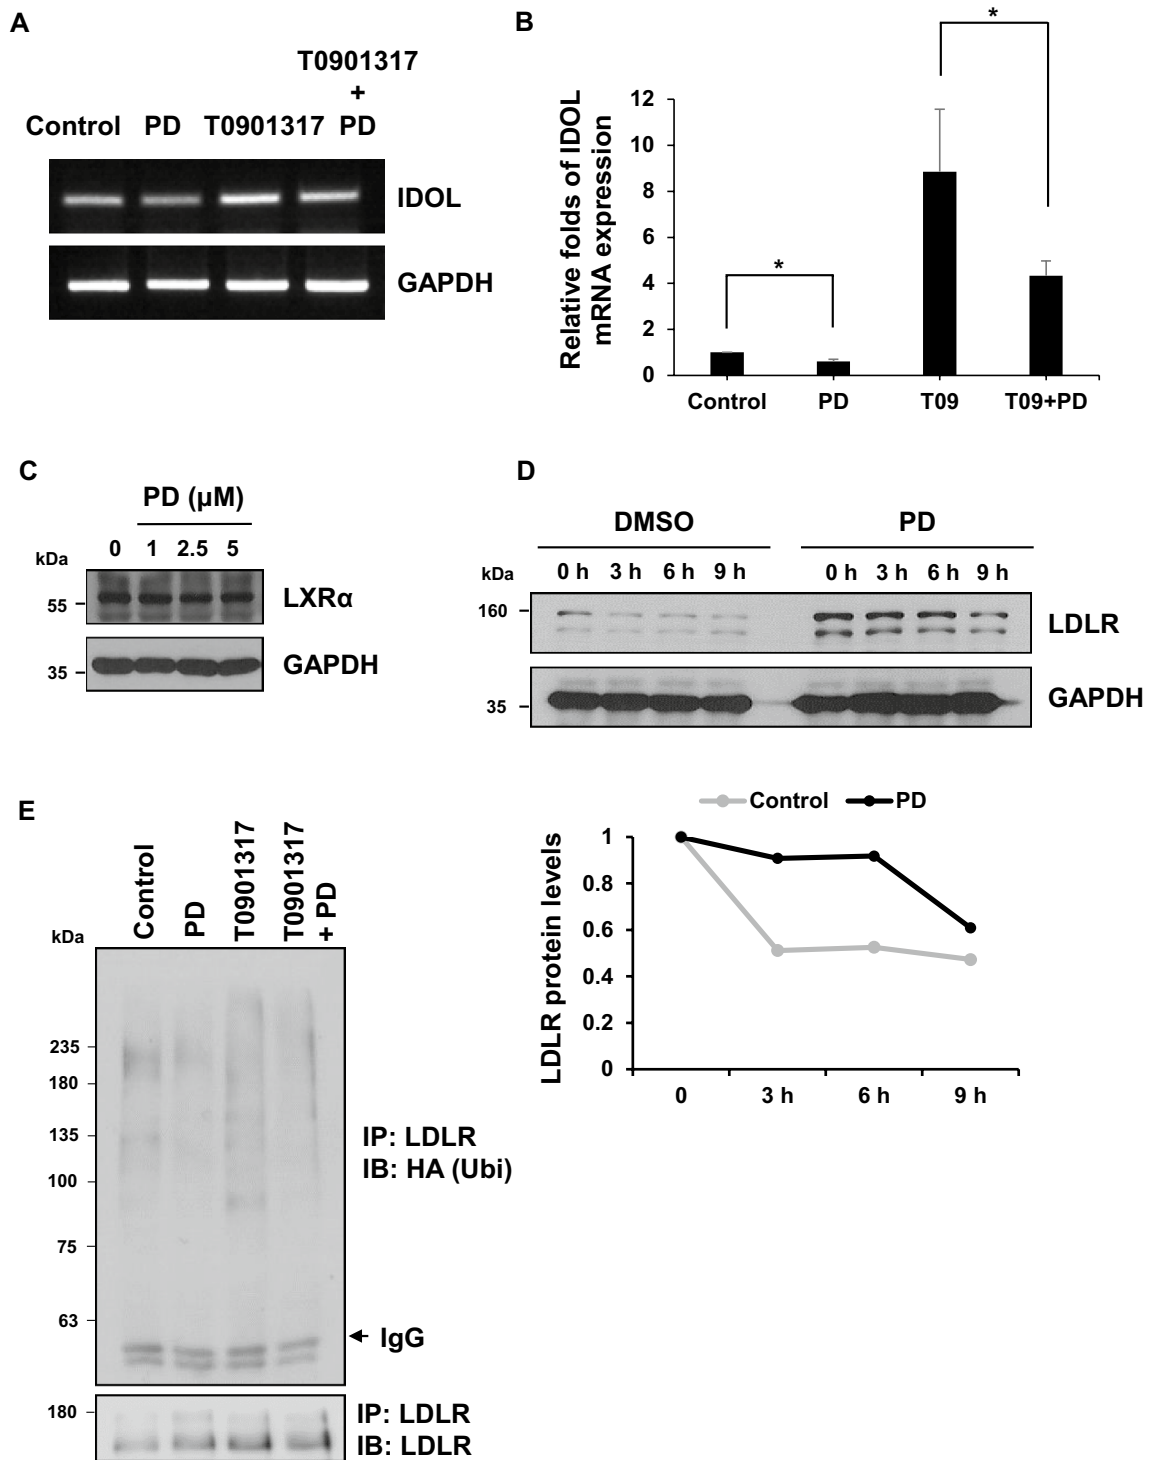 A
T0901317
+
Control PD T0901317 PD
IDOL
GAPDH
B
*
*
Relative folds of IDOL
mRNA expression
12
10
8
6
4
2
0
Control PD T09 T09+PD
C
PD (µM)
kDa
0 1 2.5 5
55
LXRα
35
GAPDH
D
DMSO PD
kDa
0 h 3 h 6 h 9 h 0 h 3 h 6 h 9 h
160
LDLR
35
GAPDH
Control PD
LDLR protein levels
1
0.8
0.6
0.4
0.2
0
0 3 h 6 h 9 h
E
Control
PD
T0901317
T0901317
+ PD
kDa
235
180
135
100
75
63
IP: LDLR
IB: HA (Ubi)
IgG
180
IP: LDLR
IB: LDLR